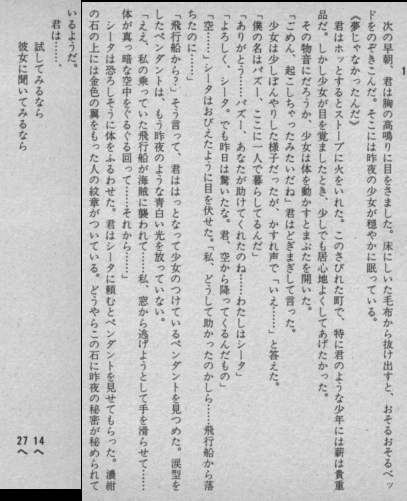 1
次の早朝、君は胸の高鳴りに目をさました。床にしいた毛布から抜け出すと、おそるおそるベッ
ドをのぞきこんだ。そこには昨夜の少女が穏やかに眠っている。
《夢じゃなかったんだ》
君はホッとするとストーブに火をいれた。このさびれた町で、特に君のような少年には薪は貴重
品だ。しかし少女が目を覚ましたとき、少しでも居心地よくしてあげたかった。
その物音にだろうか、少女は体を動かすとまぶたを開いた。
「ごめん、起こしちゃったみたいだね」君はどぎまぎして言った。
少女は少しぼんやりした様子だったが、かすれ声で「いえ……」と答えた。
「僕の名はパズー、ここに一人で暮らしてるんだ」
「ありがとう……パズー、あなたが助けてくれたのね……わたしはシータ」
「よろしく、シータ。でも昨日は驚いたな。君、空から降ってくるんだもの」
「空……」シータはおびえたように目を伏せた。「私、どうして助かったのかしら……飛行船から落
ちたのに……」
「飛行船から?」そう言って、君ははっとなって少女のつけているペンダントを見つめた。涙型を
したペンダントは、もう昨夜のような青白い光を放っていない。
「ええ、私の乗っていた飛行船が海賊に襲われて……私、窓から逃げようとして手を滑らせて……
体が真っ暗な空中をぐるぐる回って……それから……」
シータは恐ろしそうに体をふるわせた。君はシータに頼むとペンダントを見せてもらった。濃紺
の石の上には金色の翼をもった人の紋章がついている。どうやらこの石に昨夜の秘密が秘められて
いるようだ。
君は……
試してみるなら 14へ
彼女に聞いてみるなら 27へ